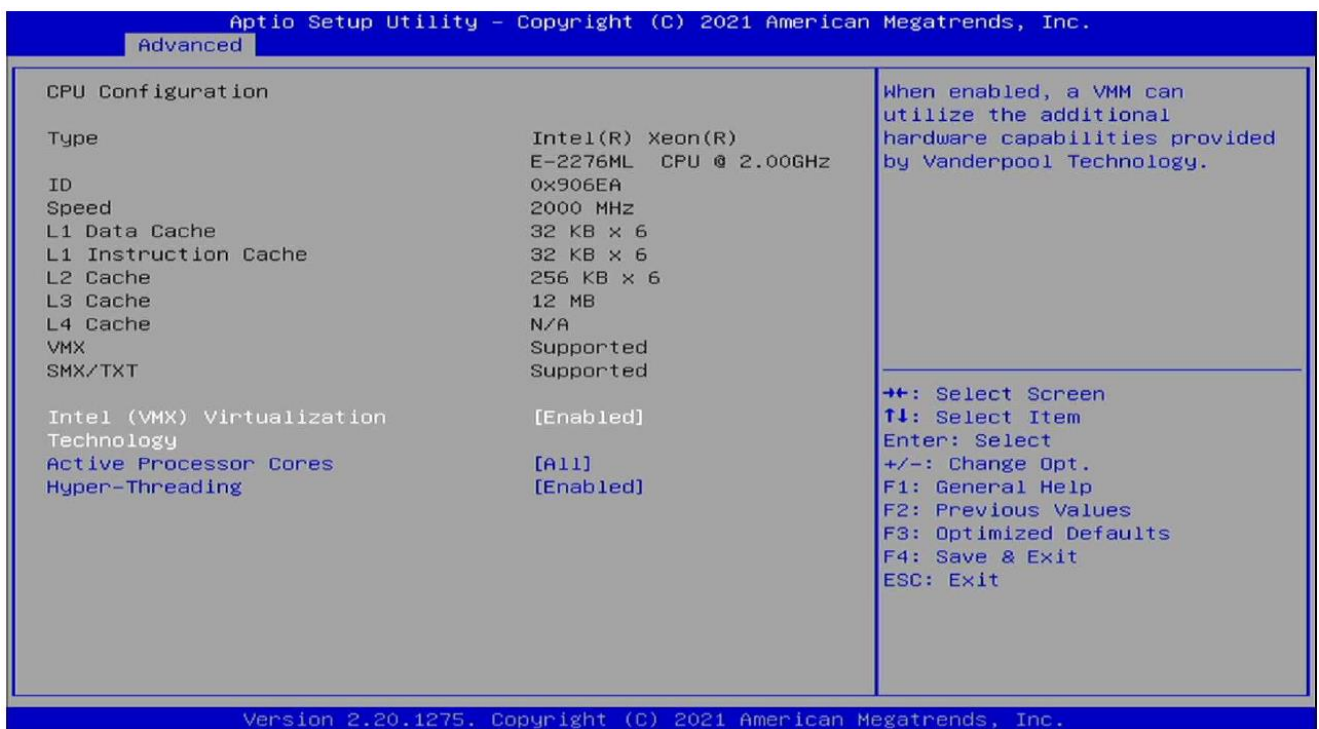 Aptio Setup Utility – Copyright (C) 2021 American Megatrends, Inc.
Advanced
CPU Configuration
Type Intel(R) Xeon(R)
E-2276ML CPU @ 2.00GHz
ID 0x906EA
Speed 2000 MHz
L1 Data Cache 32 KB x 6
L1 Instruction Cache 32 KB x 6
L2 Cache 256 KB x 6
L3 Cache 12 MB
L4 Cache N/A
VMX Supported
SMX/TXT Supported
Intel (VMX) Virtualization [Enabled]
Technology
Active Processor Cores [All]
Hyper-Threading [Enabled]
When enabled, a VMM can
utilize the additional
hardware capabilities provided
by Vanderpool Technology.
→←: Select Screen
↑↓: Select Item
Enter: Select
+/-: Change Opt.
F1: General Help
F2: Previous Values
F3: Optimized Defaults
F4: Save & Exit
ESC: Exit
Version 2.20.1275. Copyright (C) 2021 American Megatrends, Inc.